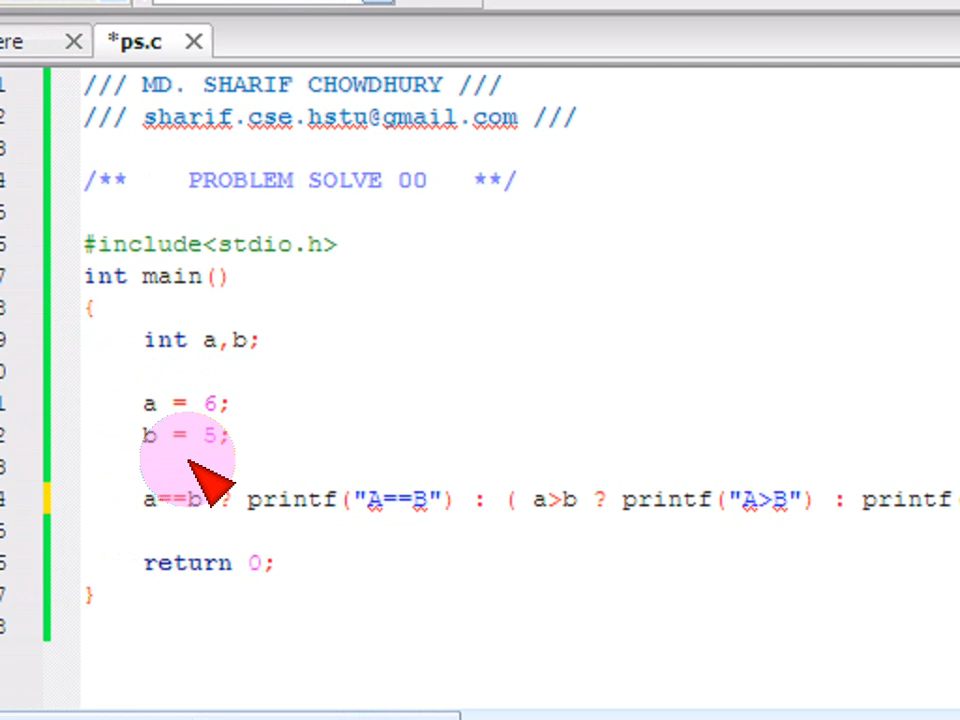 ere
*ps.c
/// MD. SHARIF CHOWDHURY ///
/// sharif.cse.hstu@gmail.com ///
/** PROBLEM SOLVE 00 **/
#include<stdio.h>
int main()
{
int a,b;
a = 6;
b = 5;
a==b ? printf("A==B") : ( a>b ? printf("A>B") : printf(
return 0;
}